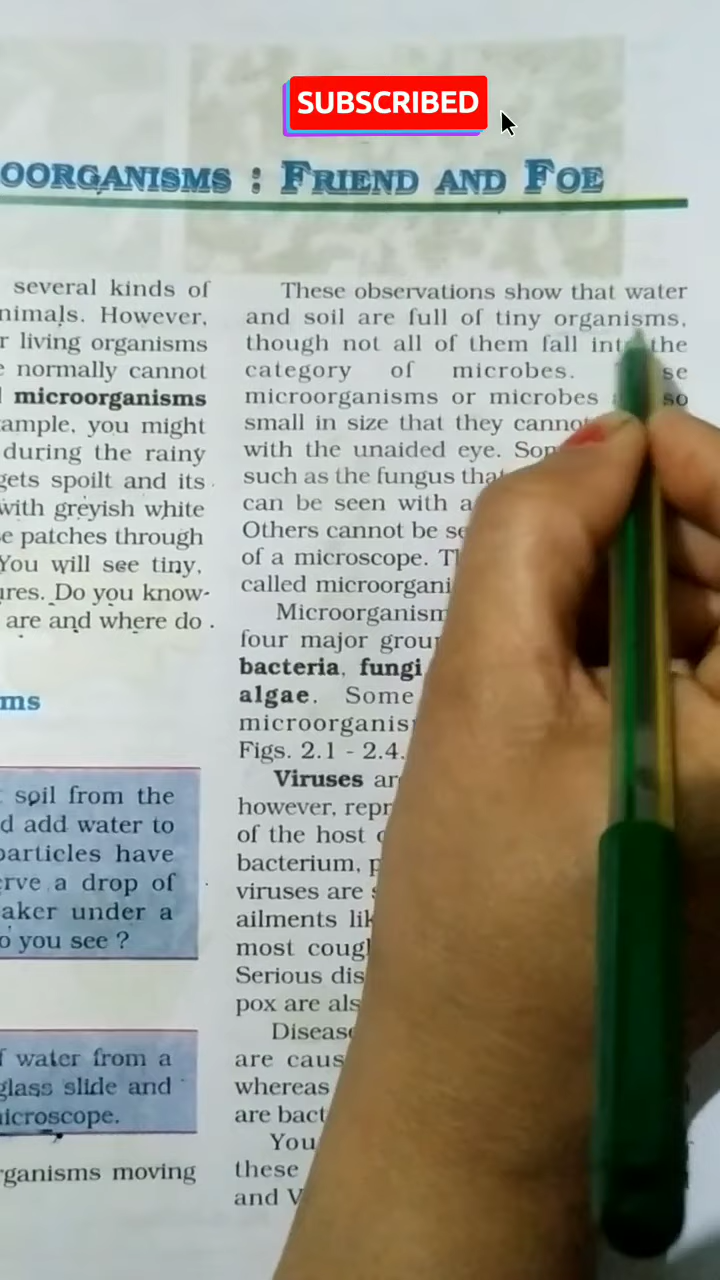 SUBSCRIBED
OORGANISMS : FRIEND AND FOE
several kinds of
nimals. However,
r living organisms
e normally cannot
microorganisms
ample, you might
during the rainy
gets spoilt and its
with greyish white
e patches through
You will see tiny,
ures. Do you know
are and where do
ms
soil from the
d add water to
particles have
rve a drop of
aker under a
o you see ?
f water from a
glass slide and
icroscope.
rganisms moving
These observations show that water
and soil are full of tiny organisms,
though not all of them fall into the
category of microbes. se
microorganisms or microbes so
small in size that they cannot
with the unaided eye. Som
such as the fungus tha
can be seen with a
Others cannot be se
of a microscope. T
called microorgani
Microorganism
four major grou
bacteria, fungi
algae. Some
microorganis
Figs. 2.1 - 2.4.
Viruses ar
however, repr
of the host
bacterium, p
viruses are s
ailments lik
most coug
Serious dis
pox are als
Disease
are caus
whereas
are bact
You
these
and V